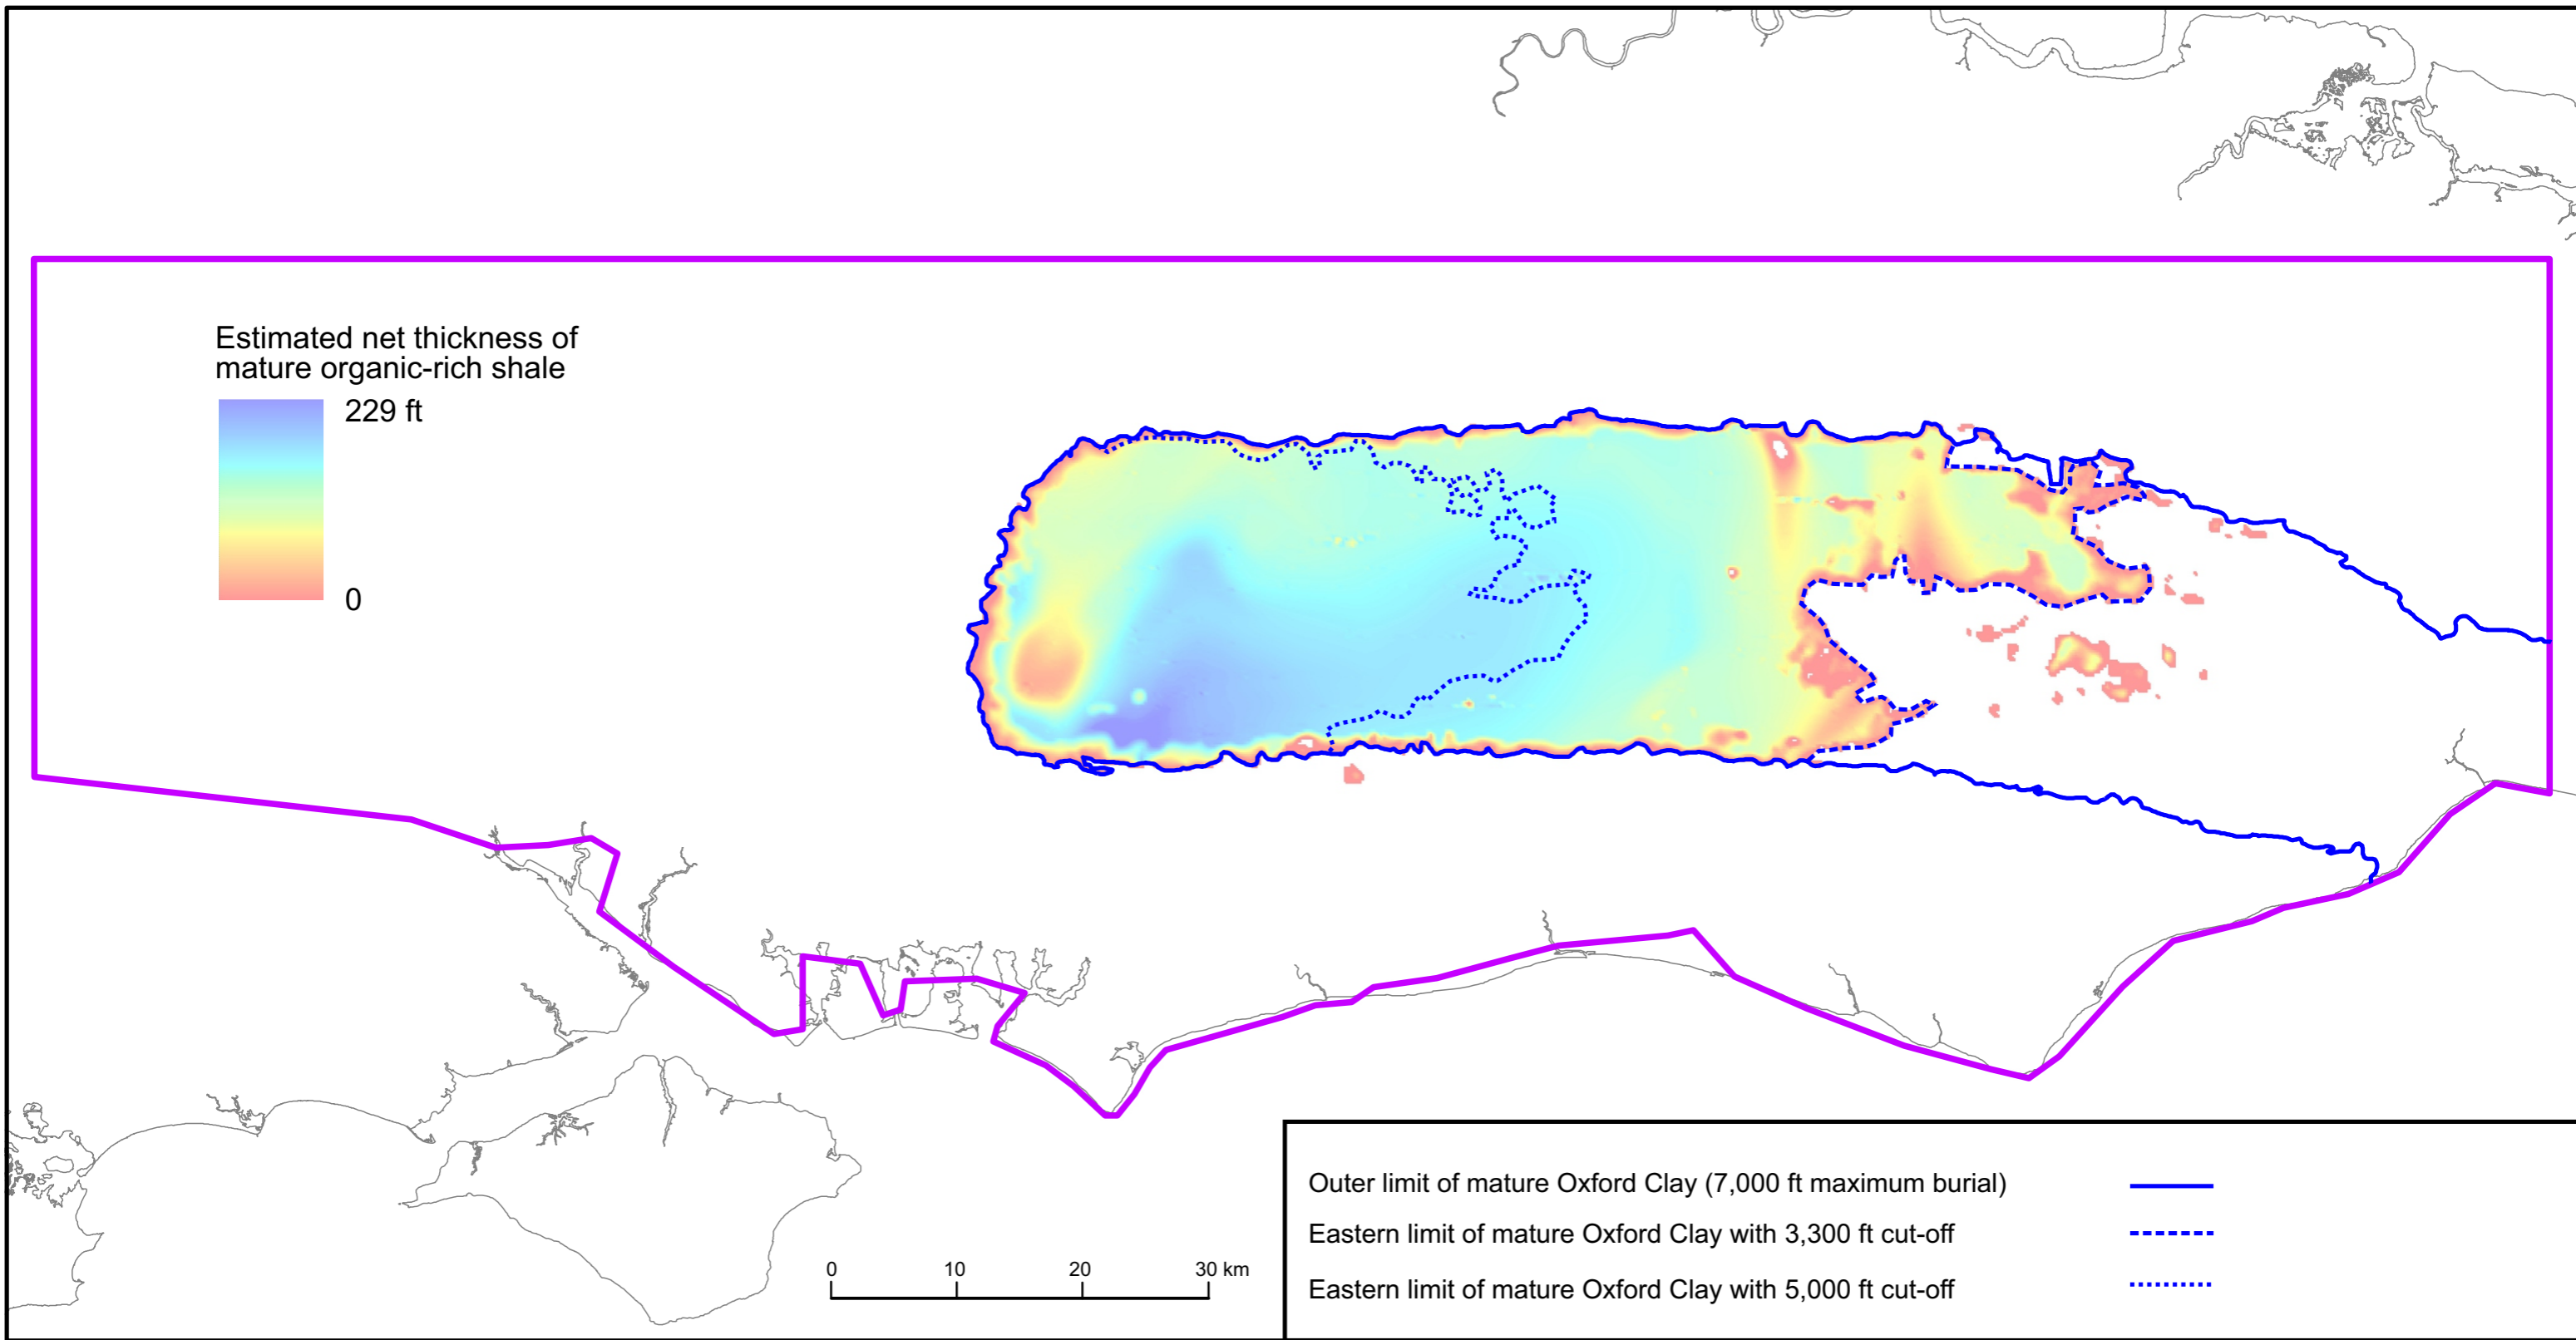 Estimated net thickness of
mature organic-rich shale
229 ft
0
0 10 20 30 km
Outer limit of mature Oxford Clay (7,000 ft maximum burial)
Eastern limit of mature Oxford Clay with 3,300 ft cut-off
Eastern limit of mature Oxford Clay with 5,000 ft cut-off